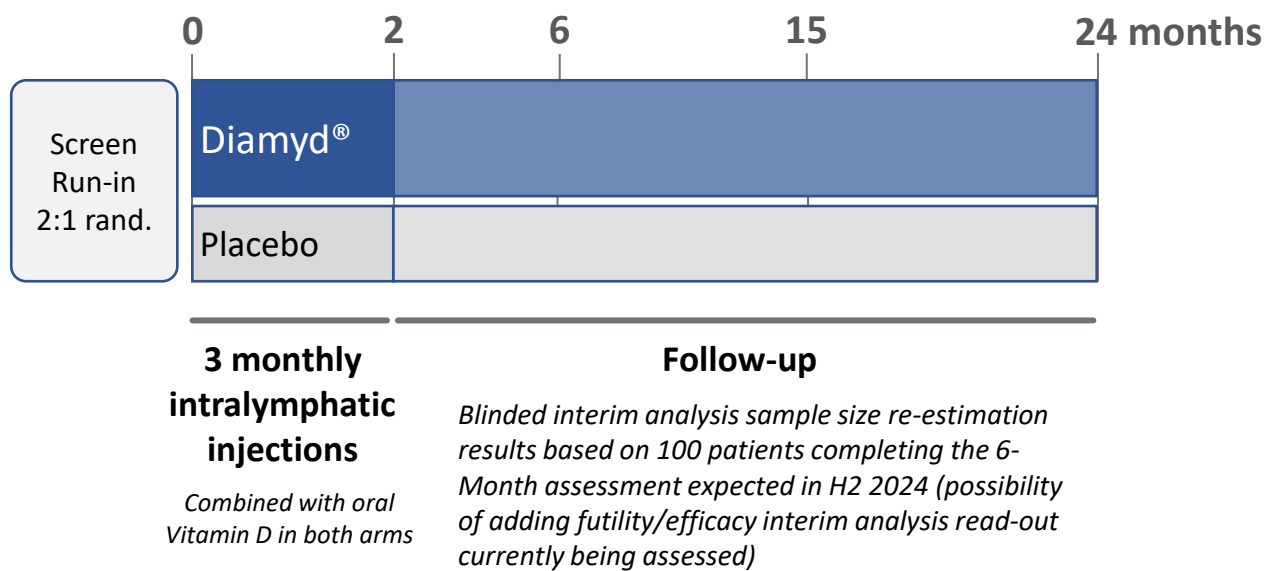 0 2 6 15 24 months
Screen
Run-in
2:1 rand.
Diamyd®
Placebo
3 monthly
intralymphatic
injections
Combined with oral
Vitamin D in both arms
Follow-up
Blinded interim analysis sample size re-estimation
results based on 100 patients completing the 6-
Month assessment expected in H2 2024 (possibility
of adding futility/efficacy interim analysis read-out
currently being assessed)